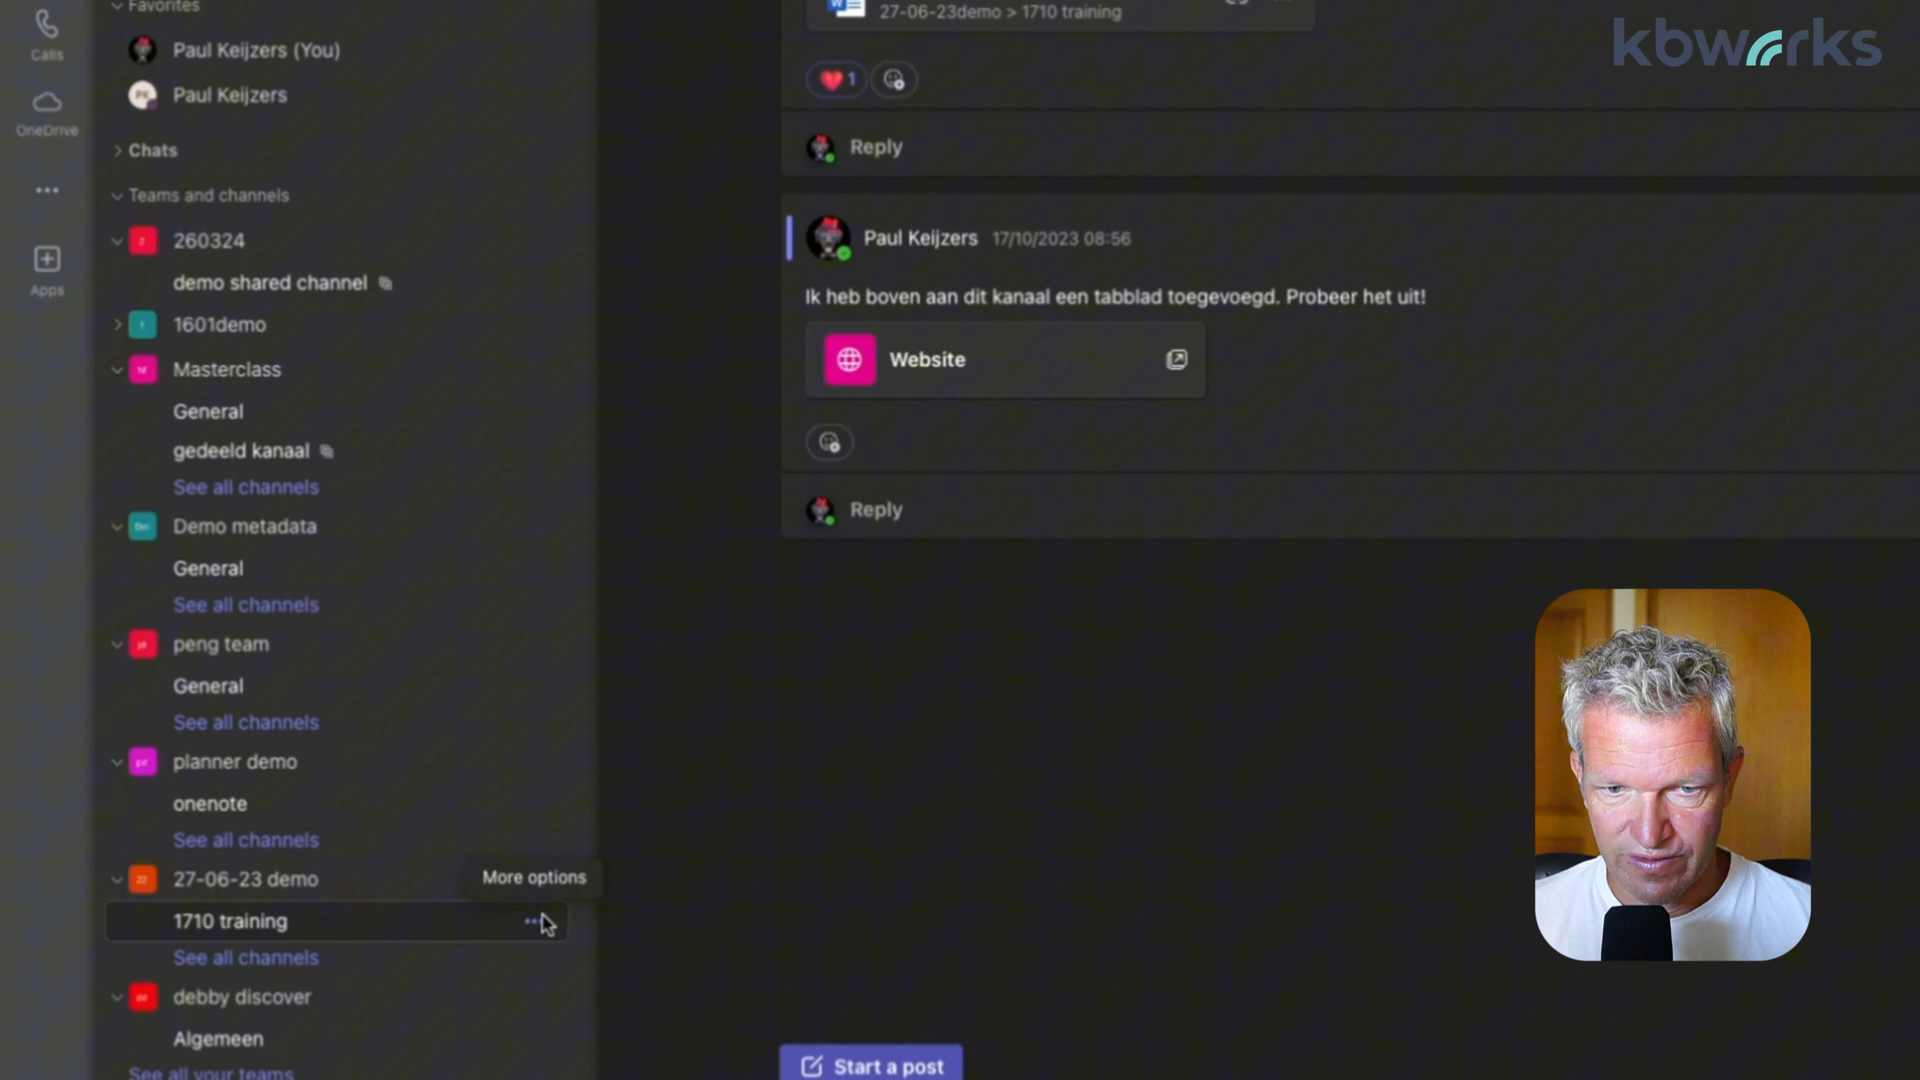 Favorites
Calls
Paul Keijzers (You)
Paul Keijzers
OneDrive
Chats
Teams and channels
260324
demo shared channel
Apps
1601demo
Masterclass
General
gedeeld kanaal
See all channels
Demo metadata
General
See all channels
peng team
General
See all channels
planner demo
onenote
See all channels
27-06-23 demo
More options
1710 training
See all channels
debby discover
Algemeen
See all your teams
27-06-23demo > 1710 training
1
Reply
Paul Keijzers 17/10/2023 08:56
Ik heb boven aan dit kanaal een tabblad toegevoegd. Probeer het uit!
Website
Reply
Start a post
kbworks